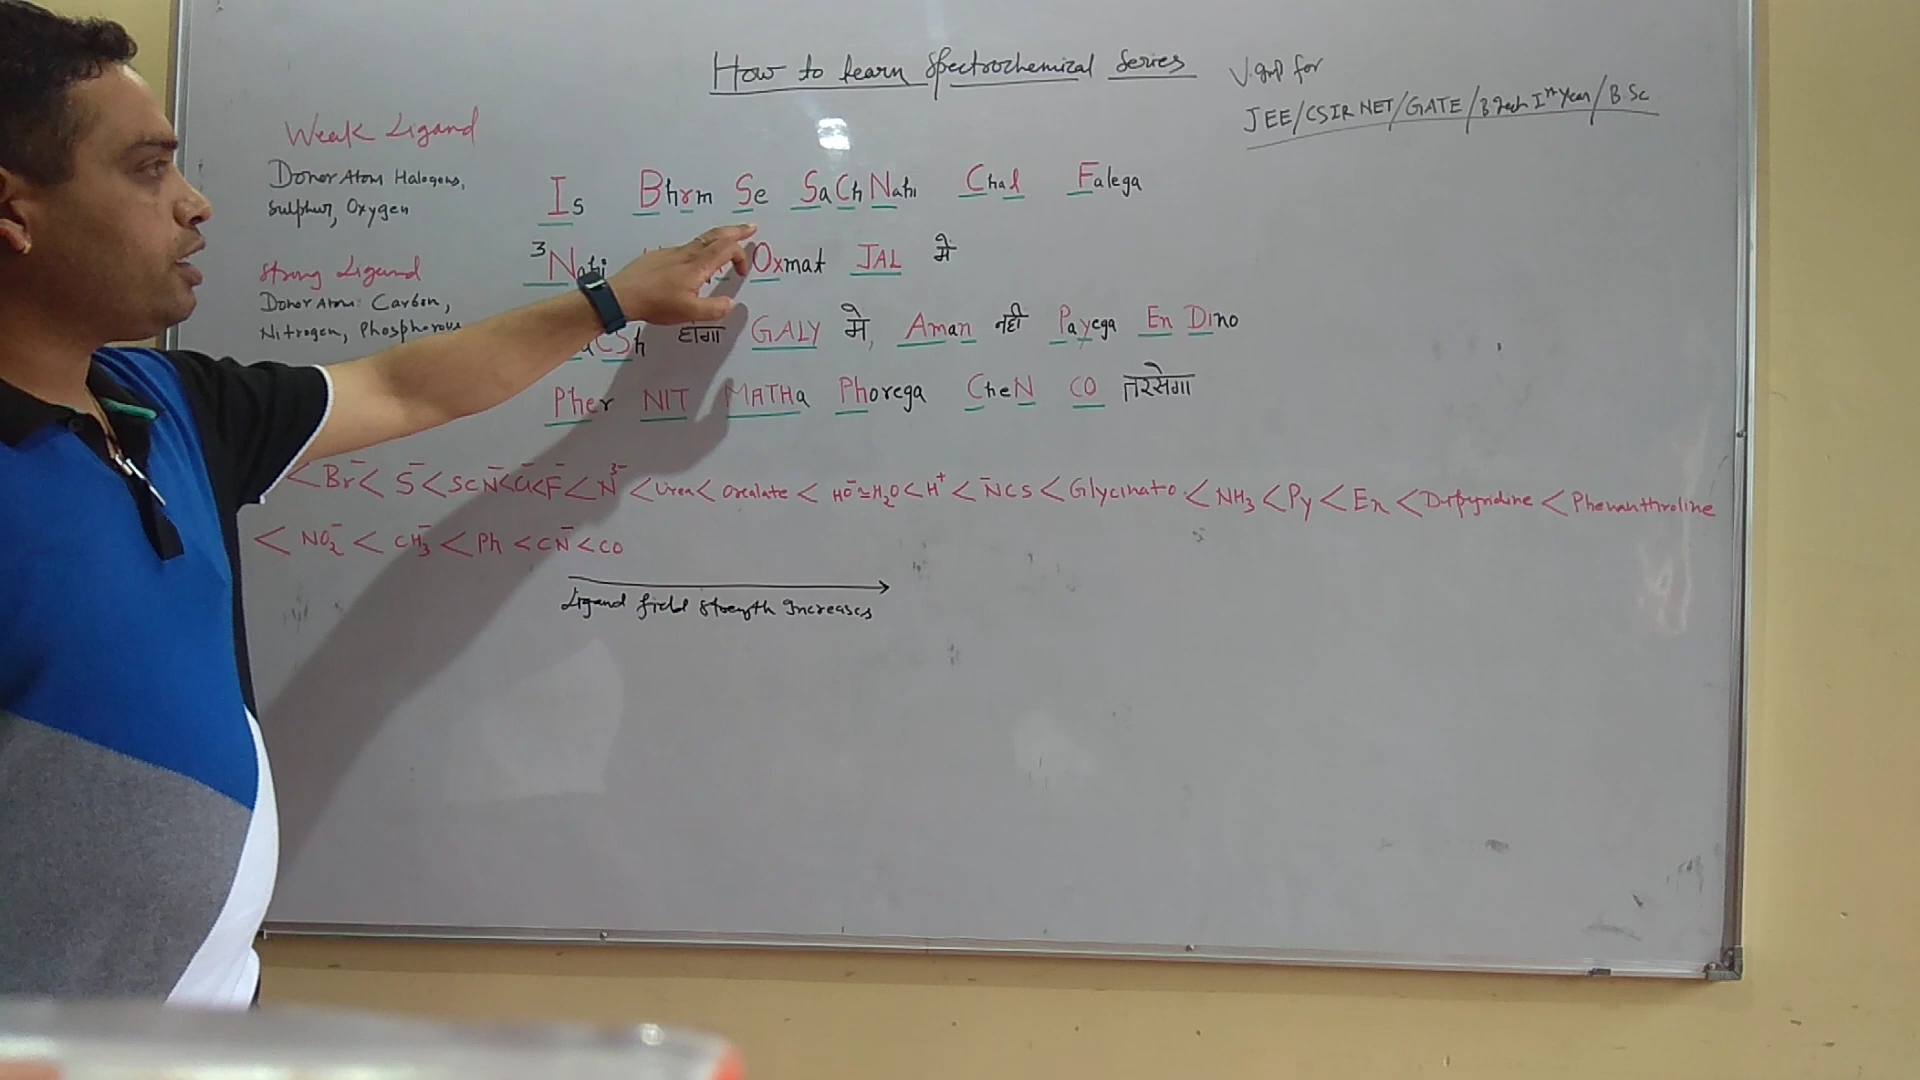 How to learn Spectrochemical Series
V. Imp for
JEE/CSIR NET/GATE/B Tech Ist Year/B Sc
Weak Ligand
Donor Atom Halogens,
Sulphur, Oxygen
Strong Ligand
Donor Atom: Carbon,
Nitrogen, Phosphorous
Is Bhrm Se SaCh Nahi Chal Falega
3Nahi Oxmat JAL मे
होगा GALY मे, Aman नही Payega En DIno
Pher NIT MATHa Phorega CheN CO तरसेगा
< Br⁻ < S⁻ < SCN⁻ < Cl⁻ < F⁻ < N³⁻ < Urea < Oxalate < HO⁻ ≈ H₂O < H⁺ < ⁻NCS < Glycinato < NH₃ < Py < En < Dipyridine < Phenanthroline
< NO₂⁻ < CH₃⁻ < Ph⁻ < CN⁻ < CO
Ligand field strength Increases